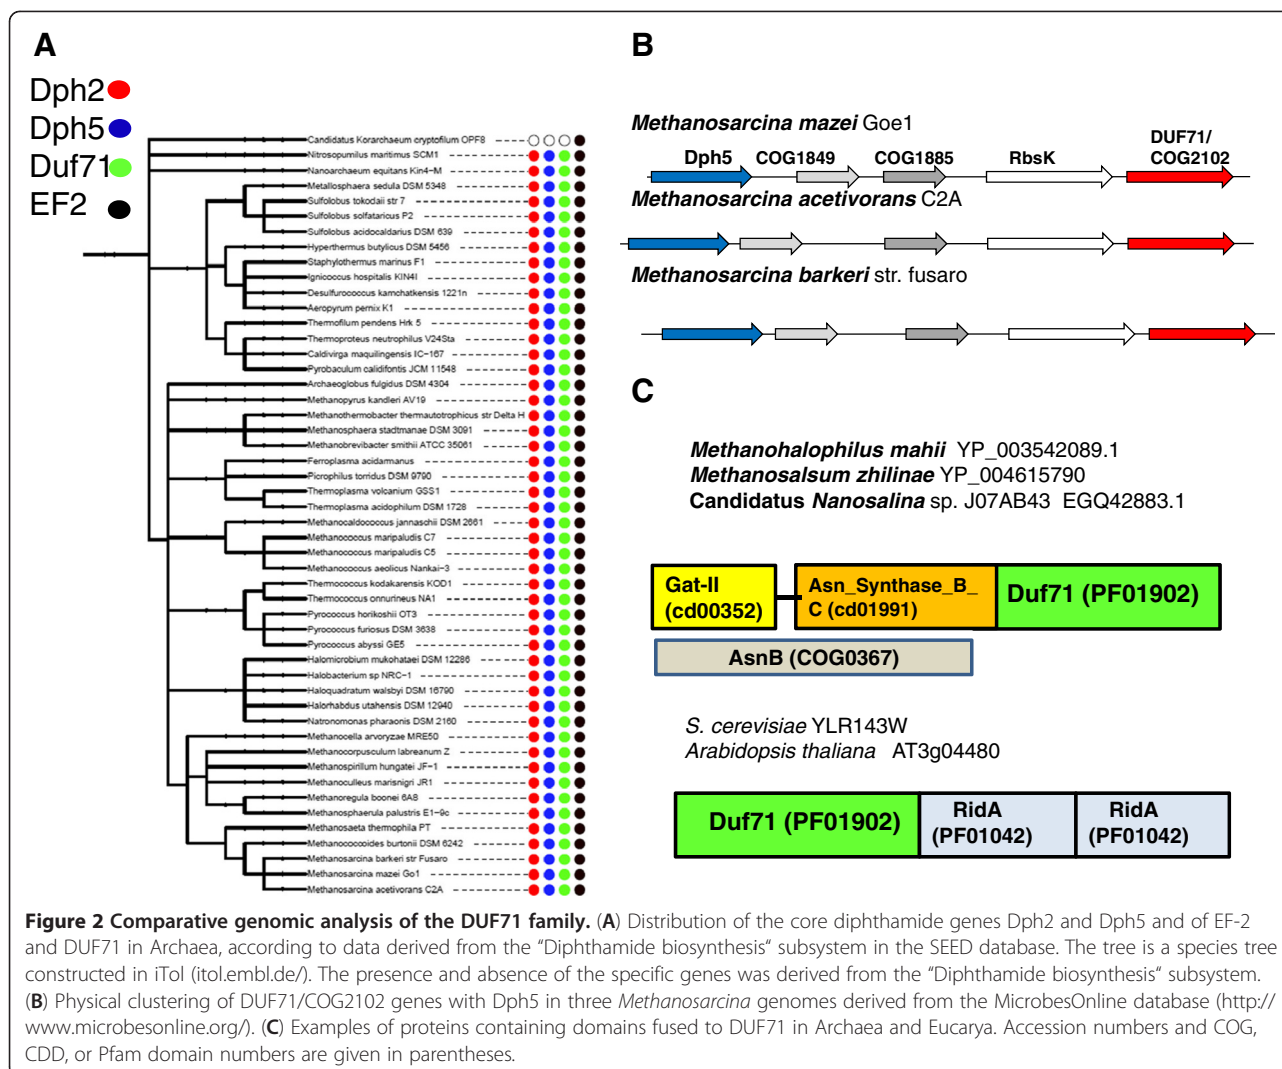 A
Dph2
Dph5
Duf71
EF2
Candidatus Korarchaeum cryptofilum OPF8
Nitrosopumilus maritimus SCM1
Nanoarchaeum equitans Kin4-M
Metallosphaera sedula DSM 5348
Sulfolobus tokodaii str 7
Sulfolobus solfataricus P2
Sulfolobus acidocaldarius DSM 639
Hyperthermus butylicus DSM 5456
Staphylothermus marinus F1
Ignicoccus hospitalis KIN4I
Desulfurococcus kamchatkensis 1221n
Aeropyrum pernix K1
Thermofilum pendens Hrk 5
Thermoproteus neutrophilus V24Sta
Caldivirga maquilingensis IC-167
Pyrobaculum calidifontis JCM 11548
Archaeoglobus fulgidus DSM 4304
Methanopyrus kandleri AV19
Methanothermobacter thermautotrophicus str Delta H
Methanosphaera stadtmanae DSM 3091
Methanobrevibacter smithii ATCC 35061
Ferroplasma acidarmanus
Picrophilus torridus DSM 9790
Thermoplasma volcanium GSS1
Thermoplasma acidophilum DSM 1728
Methanocaldococcus jannaschii DSM 2661
Methanococcus maripaludis C7
Methanococcus maripaludis C5
Methanococcus aeolicus Nankai-3
Thermococcus kodakarensis KOD1
Thermococcus onnurineus NA1
Pyrococcus horikoshii OT3
Pyrococcus furiosus DSM 3638
Pyrococcus abyssi GE5
Halomicrobium mukohataei DSM 12286
Halobacterium sp NRC-1
Haloquadratum walsbyi DSM 16790
Halorhabdus utahensis DSM 12940
Natronomonas pharaonis DSM 2160
Methanocella arvoryzae MRE50
Methanocorpusculum labreanum Z
Methanospirillum hungatei JF-1
Methanoculleus marisnigri JR1
Methanoregula boonei 6A8
Methanosphaerula palustris E1-9c
Methanosaeta thermophila PT
Methanococcoides burtonii DSM 6242
Methanosarcina barkeri str Fusaro
Methanosarcina mazei Go1
Methanosarcina acetivorans C2A
B
Methanosarcina mazei Goe1
Dph5 COG1849 COG1885 RbsK DUF71/
COG2102
Methanosarcina acetivorans C2A
Methanosarcina barkeri str. fusaro
C
Methanohalophilus mahii YP_003542089.1
Methanosalsum zhilinae YP_004615790
Candidatus Nanosalina sp. J07AB43 EGQ42883.1
Gat-II
(cd00352)
Asn_Synthase_B_
C (cd01991)
Duf71 (PF01902)
AsnB (COG0367)
S. cerevisiae YLR143W
Arabidopsis thaliana AT3g04480
Duf71 (PF01902)
RidA
(PF01042)
RidA
(PF01042)
Figure 2 Comparative genomic analysis of the DUF71 family. (A) Distribution of the core diphthamide genes Dph2 and Dph5 and of EF-2
and DUF71 in Archaea, according to data derived from the "Diphthamide biosynthesis" subsystem in the SEED database. The tree is a species tree
constructed in iTol (itol.embl.de/). The presence and absence of the specific genes was derived from the "Diphthamide biosynthesis" subsystem.
(B) Physical clustering of DUF71/COG2102 genes with Dph5 in three Methanosarcina genomes derived from the MicrobesOnline database (http://
www.microbesonline.org/). (C) Examples of proteins containing domains fused to DUF71 in Archaea and Eucarya. Accession numbers and COG,
CDD, or Pfam domain numbers are given in parentheses.